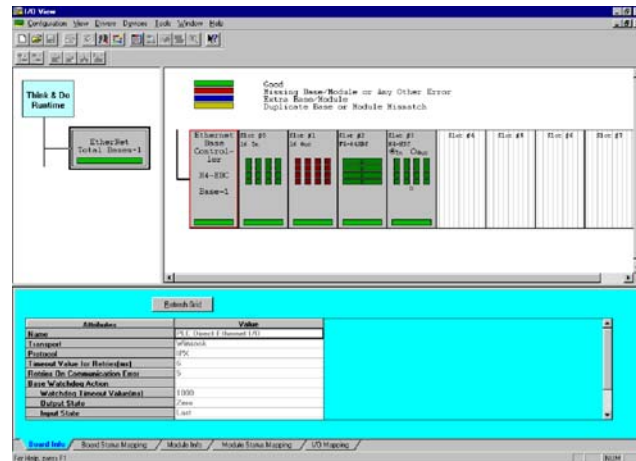 I/O View
Configuration View Drivers Devices Tools Window Help
Think & Do
Runtime
EtherNet
Total Bases-1
Good
Missing Base/Module or Any Other Error
Extra Base/Module
Duplicate Base or Module Mismatch
Ethernet
Base
Control-
ler
Base-1
Slot #0
Slot #1
Slot #2
Slot #3
Slot #4
Slot #5
Slot #6
Slot #7
Refresh Grid
Attributes Value
Name PLC Direct Ethernet I/O
Transport Winsock
Protocol IPX
Timeout Value for Retries(ms)
Retries On Communication Error 5
Base Watchdog Action
Watchdog Timeout Value(ms) 1000
Output State Zero
Input State Last
Board Info Board Status Mapping Module Info Module Status Mapping I/O Mapping
For Help, press F1 NUM